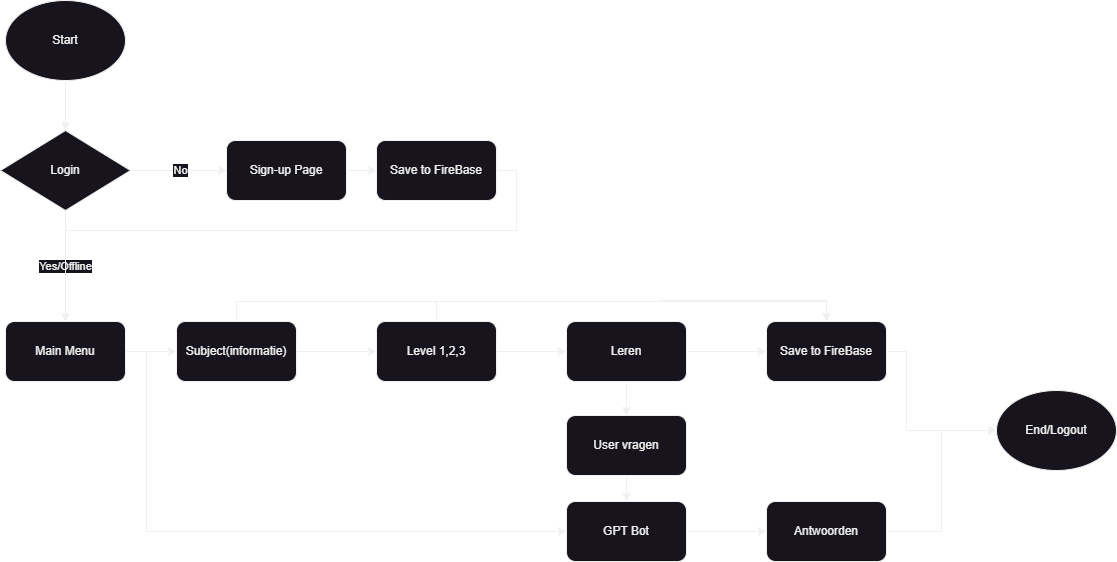 Start
Login
No
Sign-up Page
Save to FireBase
Yes/Offline
Main Menu
Subject(informatie)
Level 1,2,3
Leren
Save to FireBase
User vragen
End/Logout
GPT Bot
Antwoorden